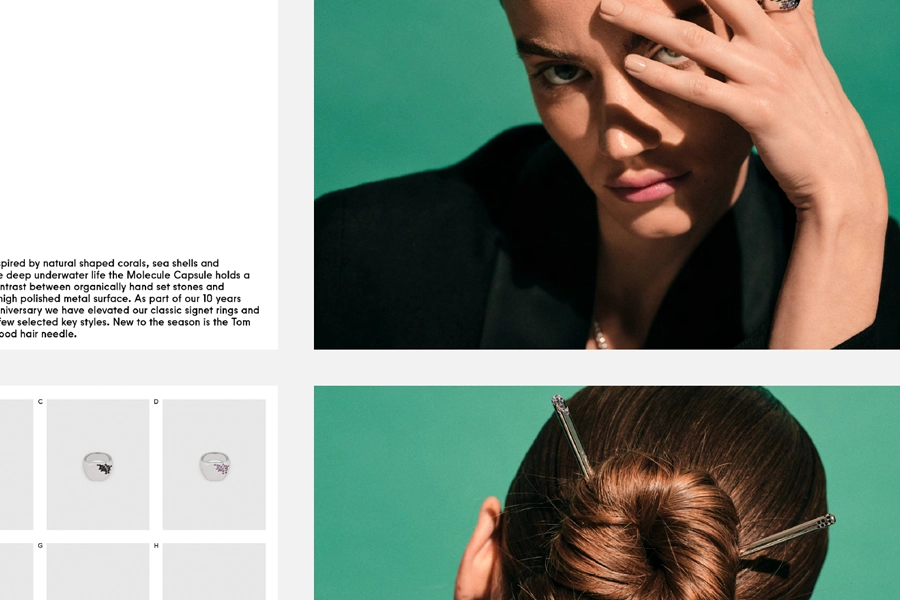 spired by natural shaped corals, sea shells and
e deep underwater life the Molecule Capsule holds a
ntrast between organically hand set stones and
high polished metal surface. As part of our 10 years
niversary we have elevated our classic signet rings and
few selected key styles. New to the season is the Tom
ood hair needle.
C
D
G
H